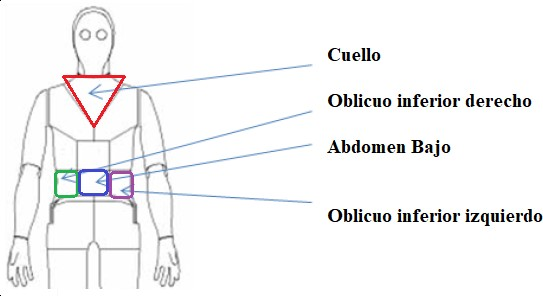 Cuello
Oblicuo inferior derecho
Abdomen Bajo
Oblicuo inferior izquierdo